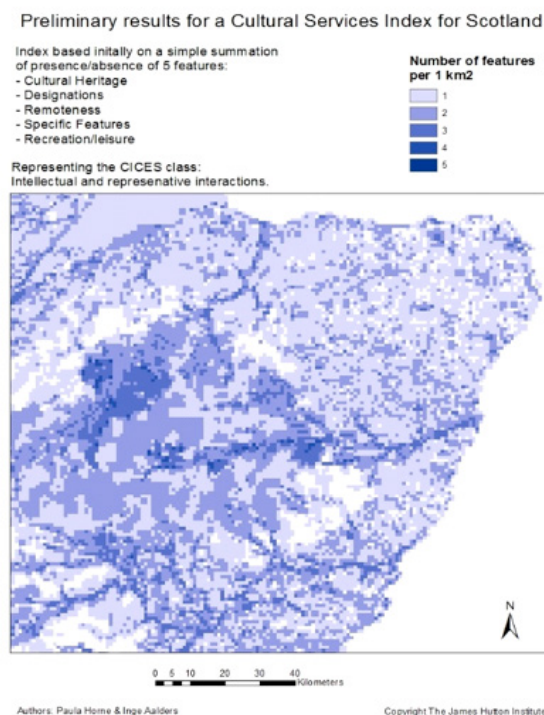 Preliminary results for a Cultural Services Index for Scotland
Index based initally on a simple summation
of presence/absence of 5 features:
- Cultural Heritage
- Designations
- Remoteness
- Specific Features
- Recreation/leisure
Representing the CICES class:
Intellectual and represenative interactions.
Number of features
per 1 km2
1
2
3
4
5
N
0 5 10 20 30 40
Kilometers
Authors: Paula Horne & Inge Aalders
Copyright The James Hutton Institute